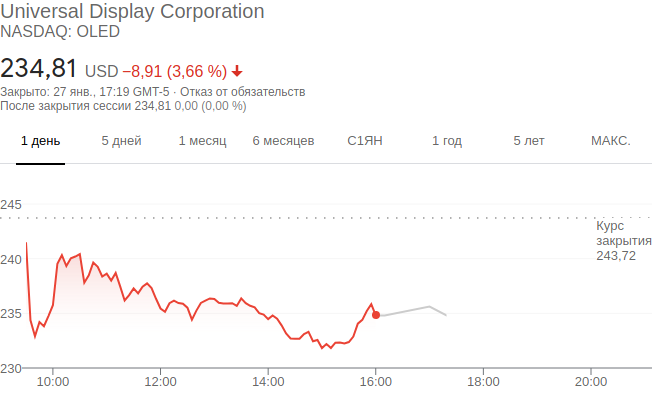 Universal Display Corporation
NASDAQ: OLED
234,81 USD −8,91 (3,66 %)
Закрыто: 27 янв., 17:19 GMT-5 · Отказ от обязательств
После закрытия сессии 234,81 0,00 (0,00 %)
1 день 5 дней 1 месяц 6 месяцев С1ЯН 1 год 5 лет МАКС.
245
Курс
закрытия
243,72
240
235
230
10:00 12:00 14:00 16:00 18:00 20:00